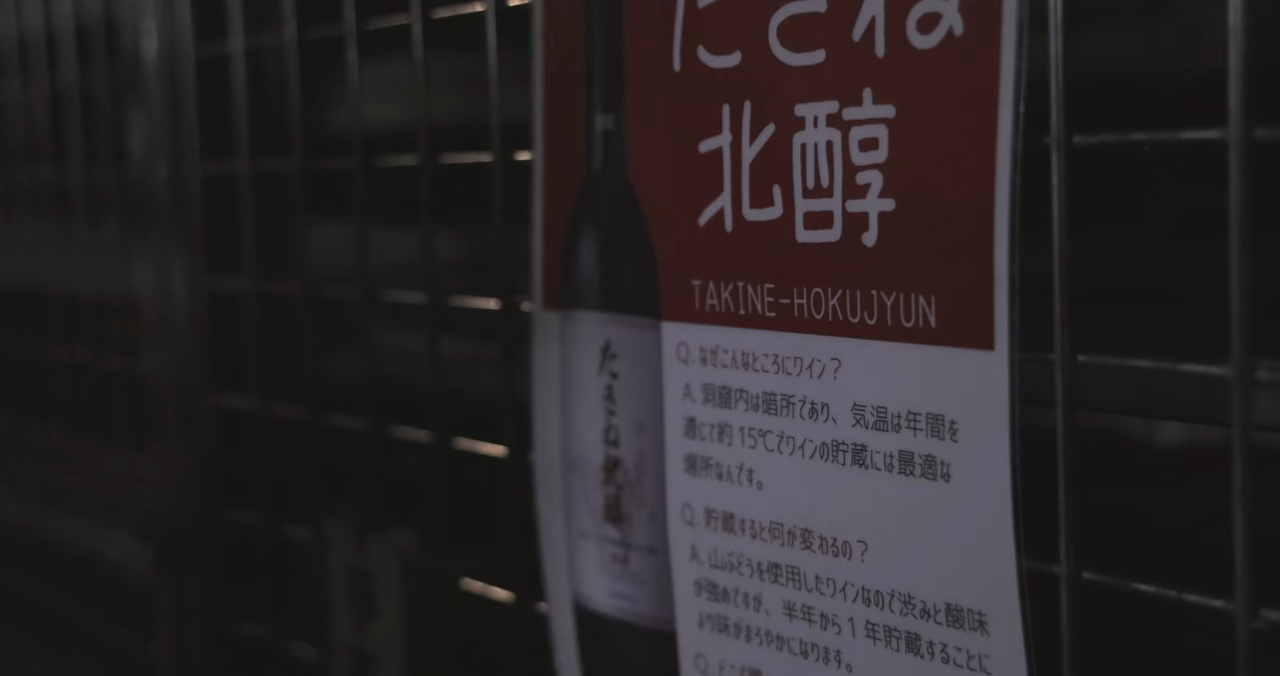 たきね
北醇
TAKINE-HOKUJYUN
Q. なぜこんなところにワイン？
A. 洞窟内は暗所であり、気温は年間を
通じて約15℃でワインの貯蔵には最適な
場所なんです。
Q. 貯蔵すると何が変わるの？
A. 山ぶどうを使用したワインなので渋みと酸味
が強めですが、半年から1年貯蔵することに
より味がまろやかになります。
たきね北醇